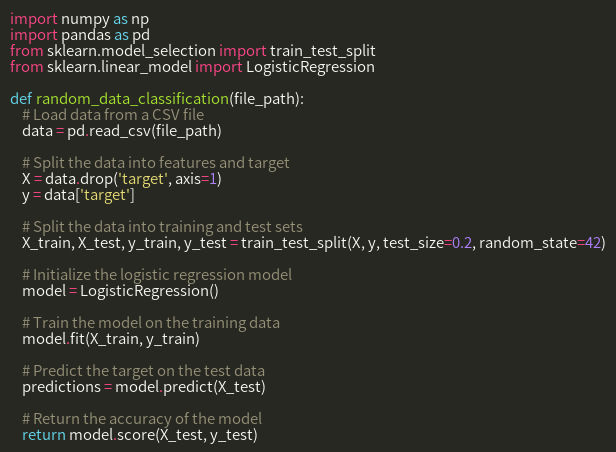 import numpy as np
import pandas as pd
from sklearn.model_selection import train_test_split
from sklearn.linear_model import LogisticRegression

def random_data_classification(file_path):
    # Load data from a CSV file
    data = pd.read_csv(file_path)

    # Split the data into features and target
    X = data.drop('target', axis=1)
    y = data['target']

    # Split the data into training and test sets
    X_train, X_test, y_train, y_test = train_test_split(X, y, test_size=0.2, random_state=42)

    # Initialize the logistic regression model
    model = LogisticRegression()

    # Train the model on the training data
    model.fit(X_train, y_train)

    # Predict the target on the test data
    predictions = model.predict(X_test)

    # Return the accuracy of the model
    return model.score(X_test, y_test)